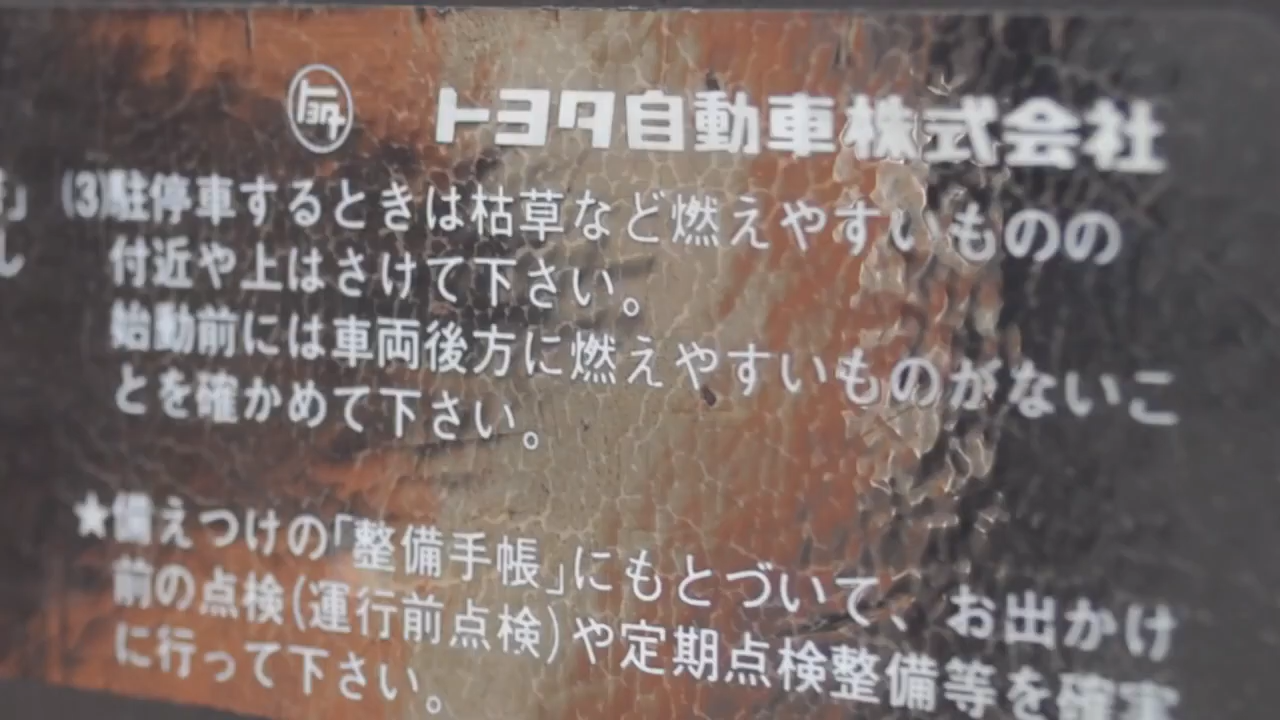 トヨタ トヨタ自動車株式会社
(3)駐停車するときは枯草など燃えやすいものの
付近や上はさけて下さい。
始動前には車両後方に燃えやすいものがないこ
とを確かめて下さい。
★備えつけの「整備手帳」にもとづいて、お出かけ
前の点検(運行前点検)や定期点検整備等を確実
に行って下さい。
」
し